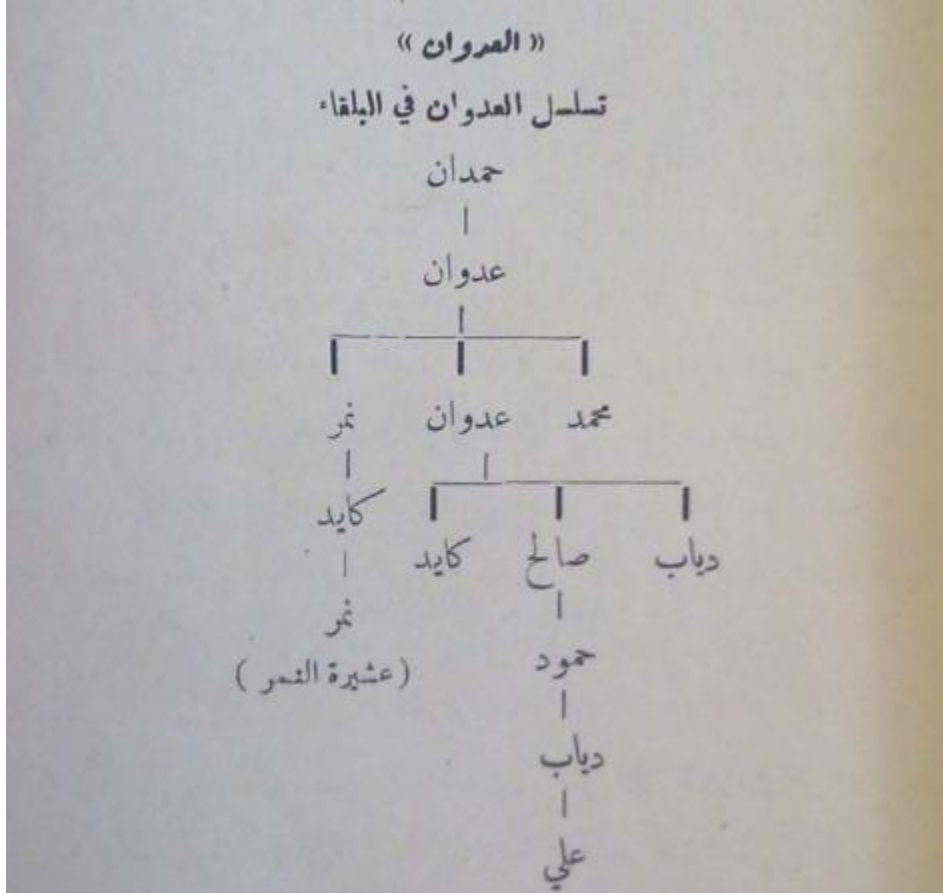 « العدوان »
تسلسل العدوان في البلقاء
حمدان
عدوان
محمد عدوان نمر
كايد
دياب صالح كايد
نمر
(عشيرة النمر)
حمود
دياب
علي